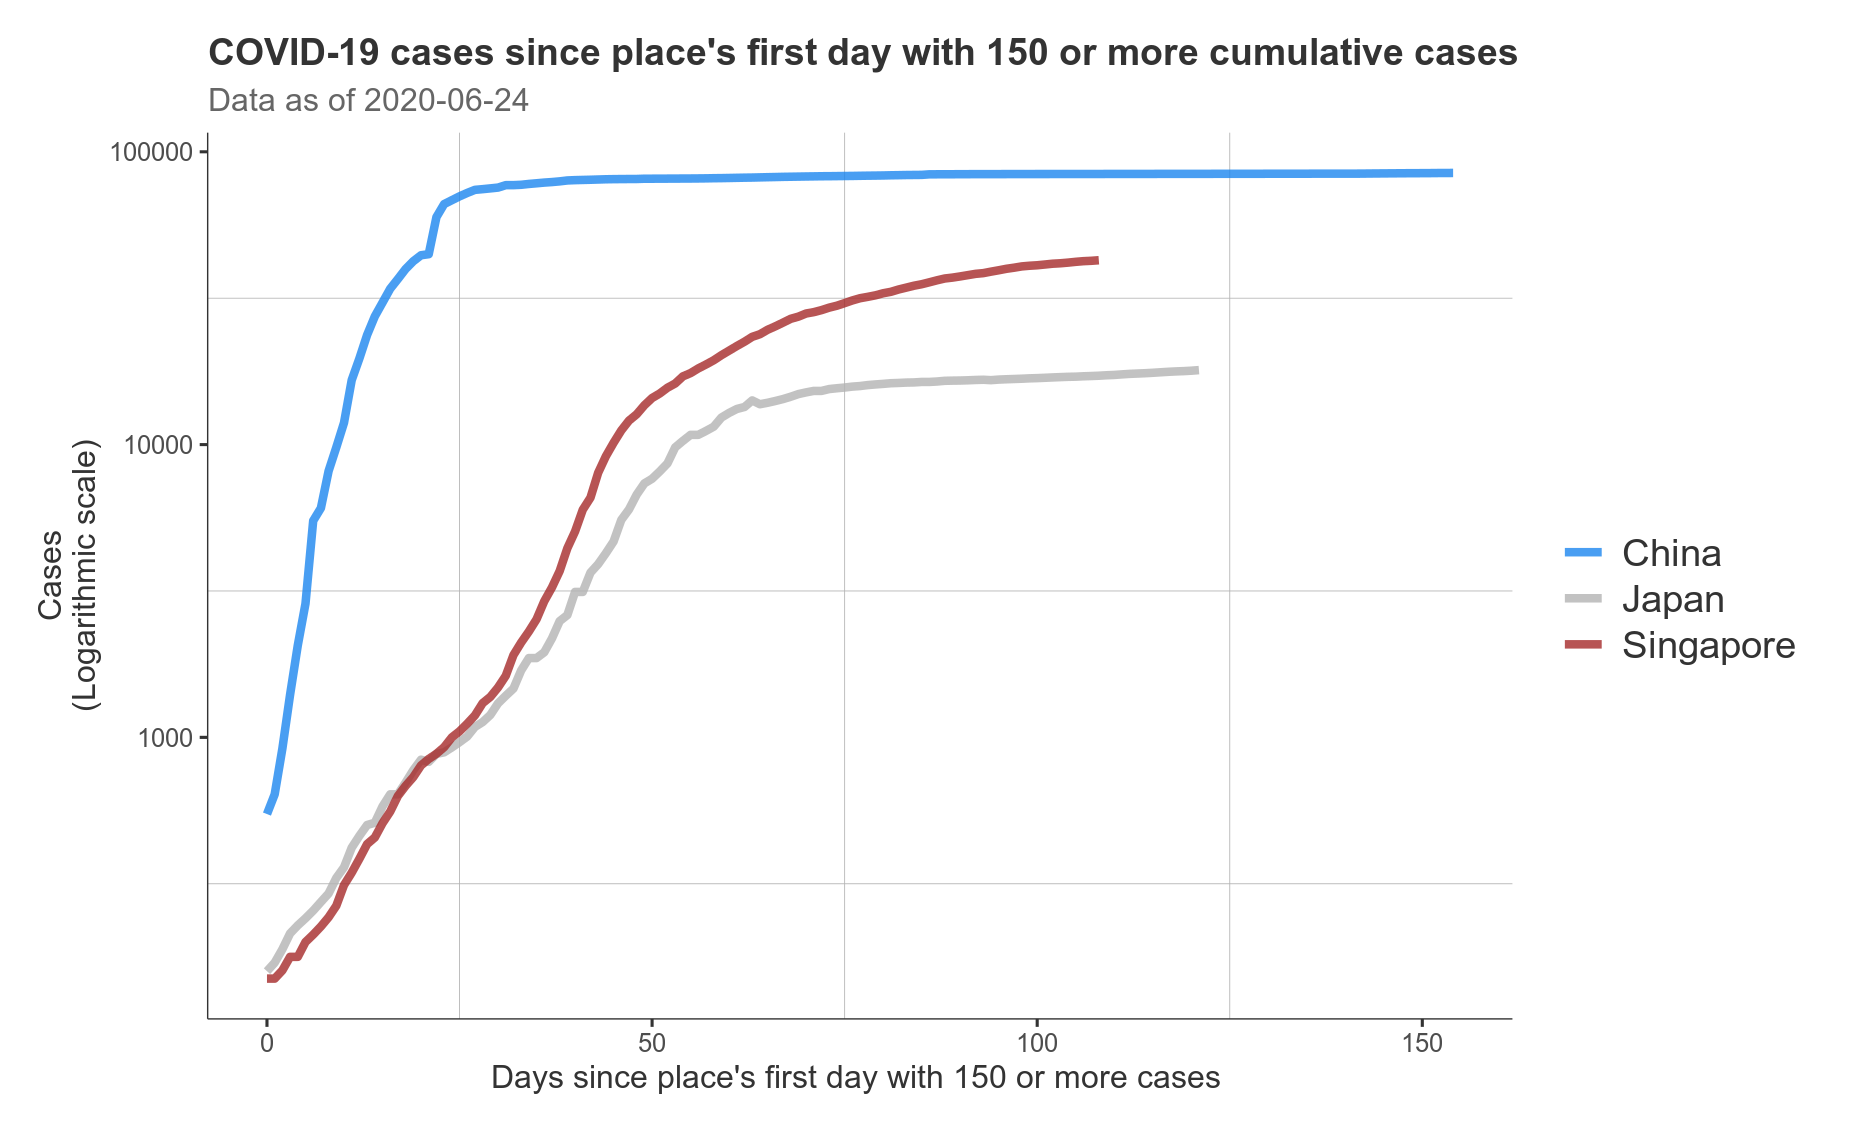 COVID-19 cases since place's first day with 150 or more cumulative cases
Data as of 2020-06-24
100000
10000
1000
Cases
(Logarithmic scale)
0
50
100
150
Days since place's first day with 150 or more cases
China
Japan
Singapore